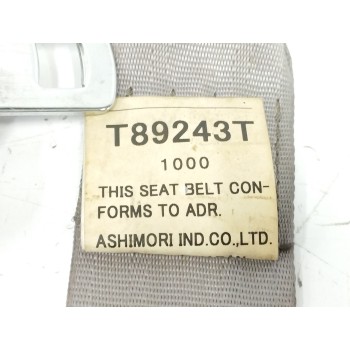 T89243T
1000
THIS SEAT BELT CON-
FORMS TO ADR.
ASHIMORI IND.CO.,LTD.